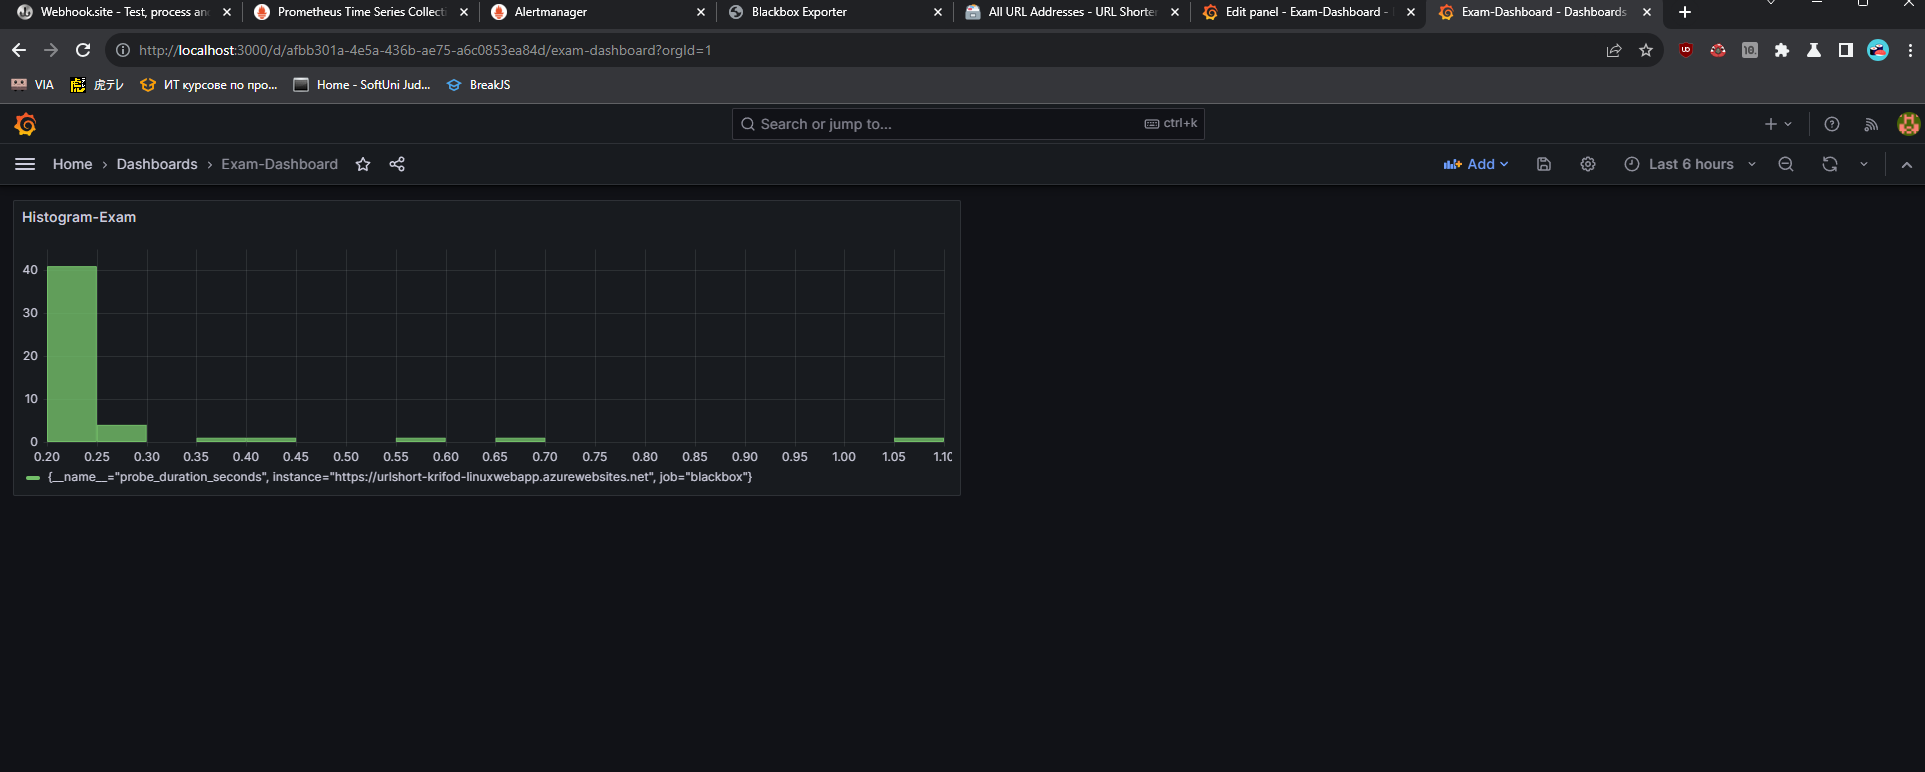 Webhook.site - Test, process and
Prometheus Time Series Collecti
Alertmanager
Blackbox Exporter
All URL Addresses - URL Shorter
Edit panel - Exam-Dashboard -
Exam-Dashboard - Dashboards
http://localhost:3000/d/afbb301a-4e5a-436b-ae75-a6c0853ea84d/exam-dashboard?orgId=1
VIA
虎テレ
ИТ курсове по про...
Home - SoftUni Jud...
BreakJS
Search or jump to...
ctrl+k
Home > Dashboards > Exam-Dashboard
Add
Last 6 hours
Histogram-Exam
40
30
20
10
0
0.20 0.25 0.30 0.35 0.40 0.45 0.50 0.55 0.60 0.65 0.70 0.75 0.80 0.85 0.90 0.95 1.00 1.05 1.10
{__name__="probe_duration_seconds", instance="https://urlshort-krifod-linuxwebapp.azurewebsites.net", job="blackbox"}